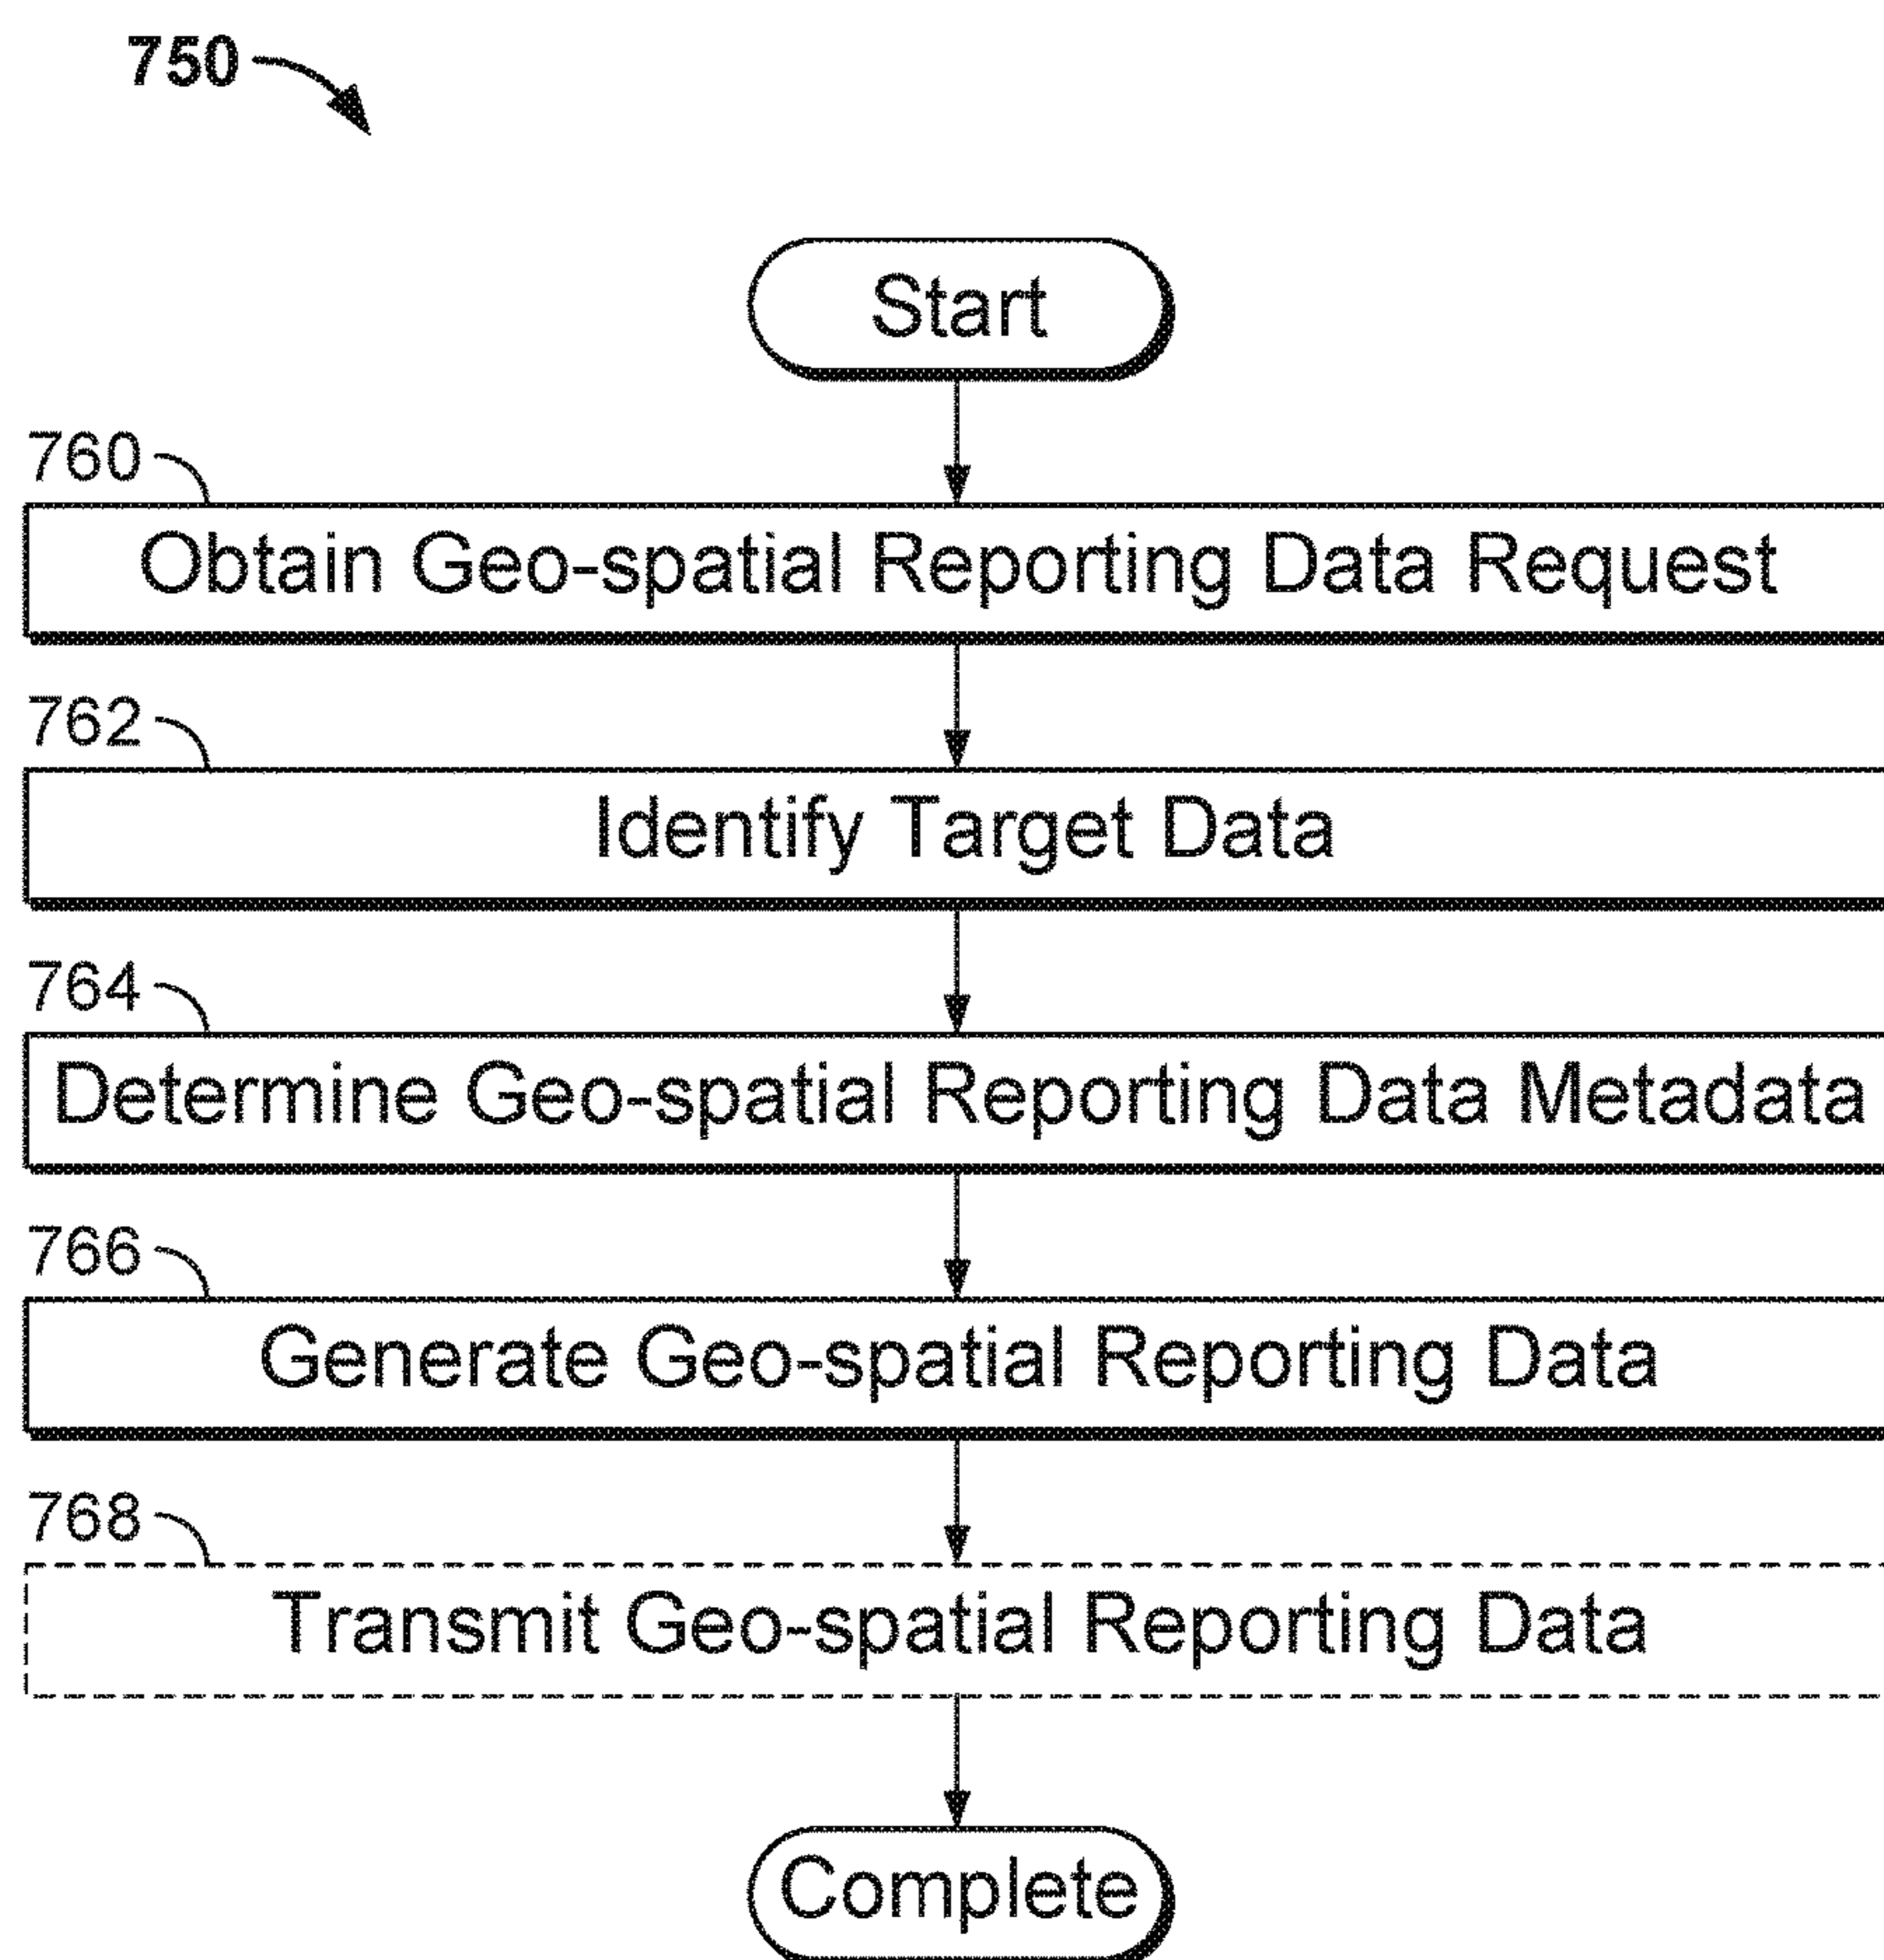 750
Start
760
Obtain Geo-spatial Reporting Data Request
762
Identify Target Data
764
Determine Geo-spatial Reporting Data Metadata
766
Generate Geo-spatial Reporting Data
768
Transmit Geo-spatial Reporting Data
Complete